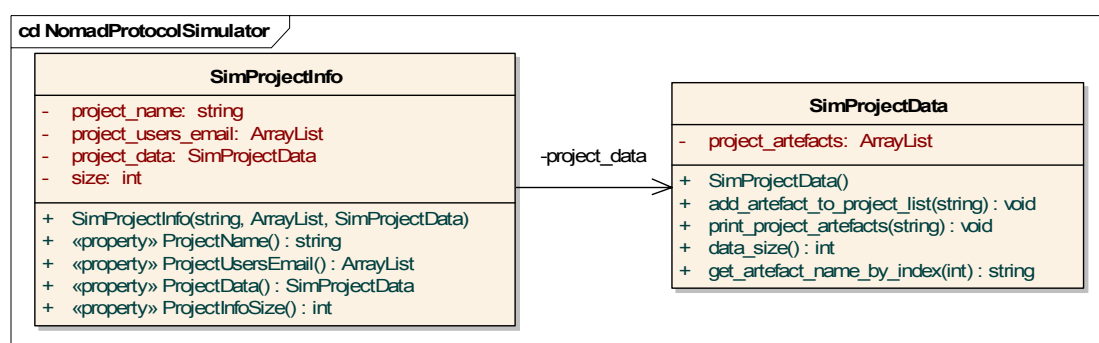 cd NomadProtocolSimulator
SimProjectInfo
- project_name: string
- project_users_email: ArrayList
- project_data: SimProjectData
- size: int
+ SimProjectInfo(string, ArrayList, SimProjectData)
+ «property» ProjectName() : string
+ «property» ProjectUsersEmail() : ArrayList
+ «property» ProjectData() : SimProjectData
+ «property» ProjectInfoSize() : int
-project_data
SimProjectData
- project_artefacts: ArrayList
+ SimProjectData()
+ add_artefact_to_project_list(string) : void
+ print_project_artefacts(string) : void
+ data_size() : int
+ get_artefact_name_by_index(int) : string